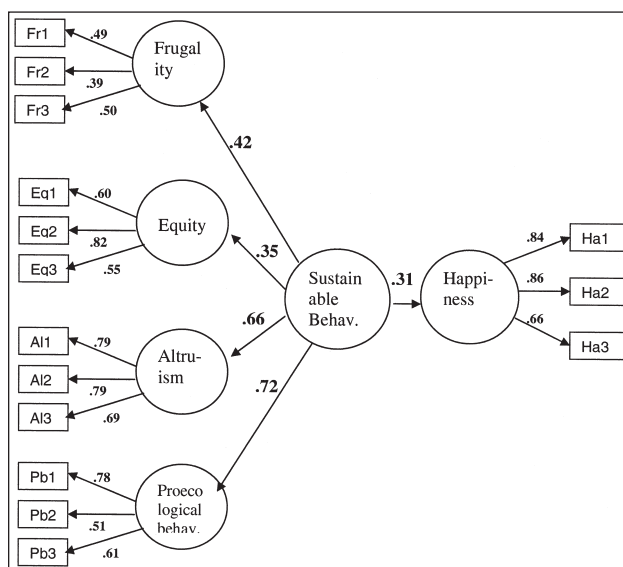 Fr1
.49
Fr2
.39
Fr3
.50
Frugal
ity
.42
Eq1
.60
Eq2
.82
Eq3
.55
Equity
.35
Sustain
able
Behav.
.31
Happi-
ness
.84
Ha1
.86
Ha2
.66
Ha3
.66
Al1
.79
Al2
.79
Al3
.69
Altru-
ism
.72
Pb1
.78
Pb2
.51
Pb3
.61
Proeco
logical
behav.